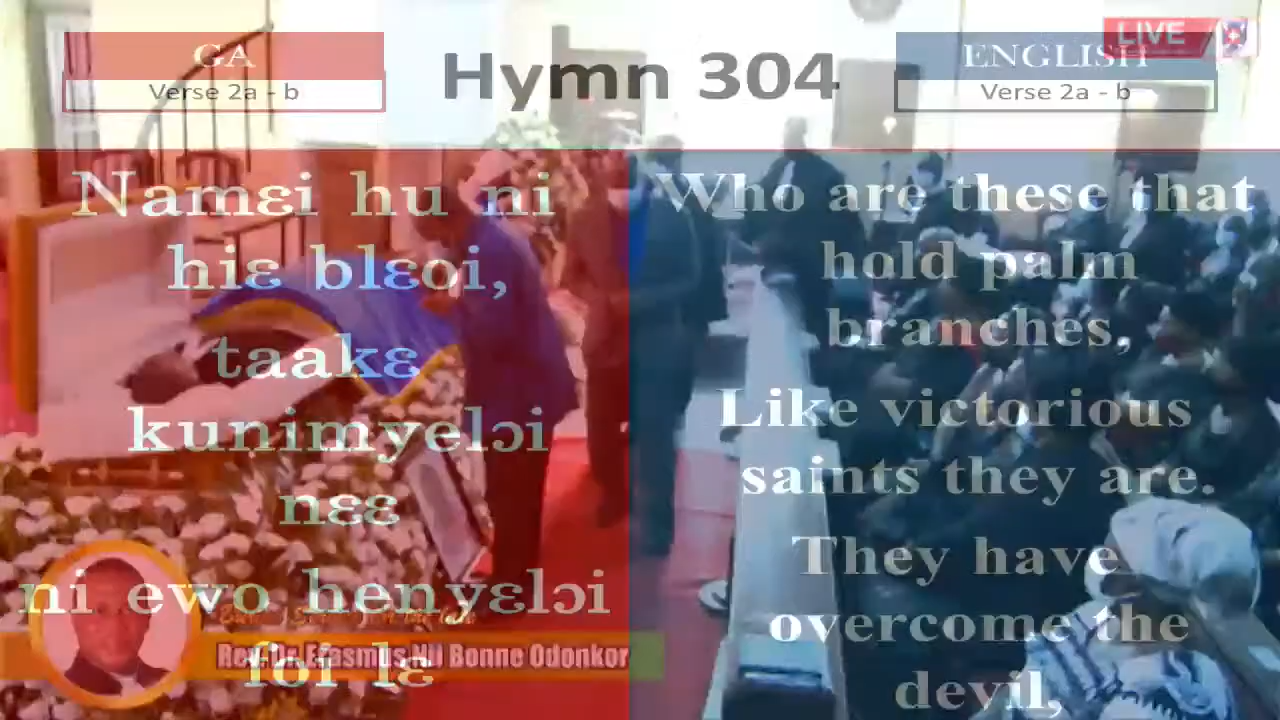 LIVE
GA
Verse 2a - b
Hymn 304
ENGLISH
Verse 2a - b
Namɛi hu ni
hiɛ blɛoi,
taakɛ
kunimyelɔi
nɛɛ
ni ewo henyɛlɔi
fɔf lɛ
Who are these that
hold palm
branches,
Like victorious
saints they are.
They have
overcome the
devil,
Rev. Dr. Erasmus Nii Bonne Odonkor